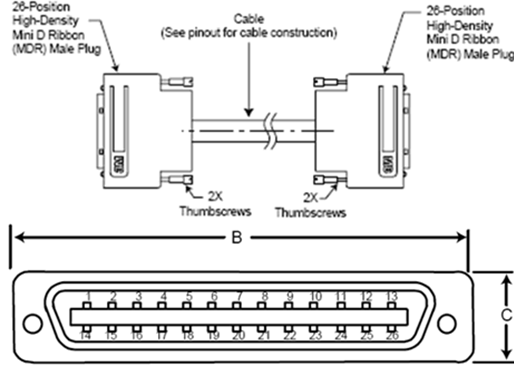 26-Position
High-Density
Mini D Ribbon
(MDR) Male Plug
Cable
(See pinout for cable construction)
26-Position
High-Density
Mini D Ribbon
(MDR) Male Plug
3M
3M
2X
Thumbscrews
2X
Thumbscrews
B
C
1 2 3 4 5 6 7 8 9 10 11 12 13
14 15 16 17 18 19 20 21 22 23 24 25 26